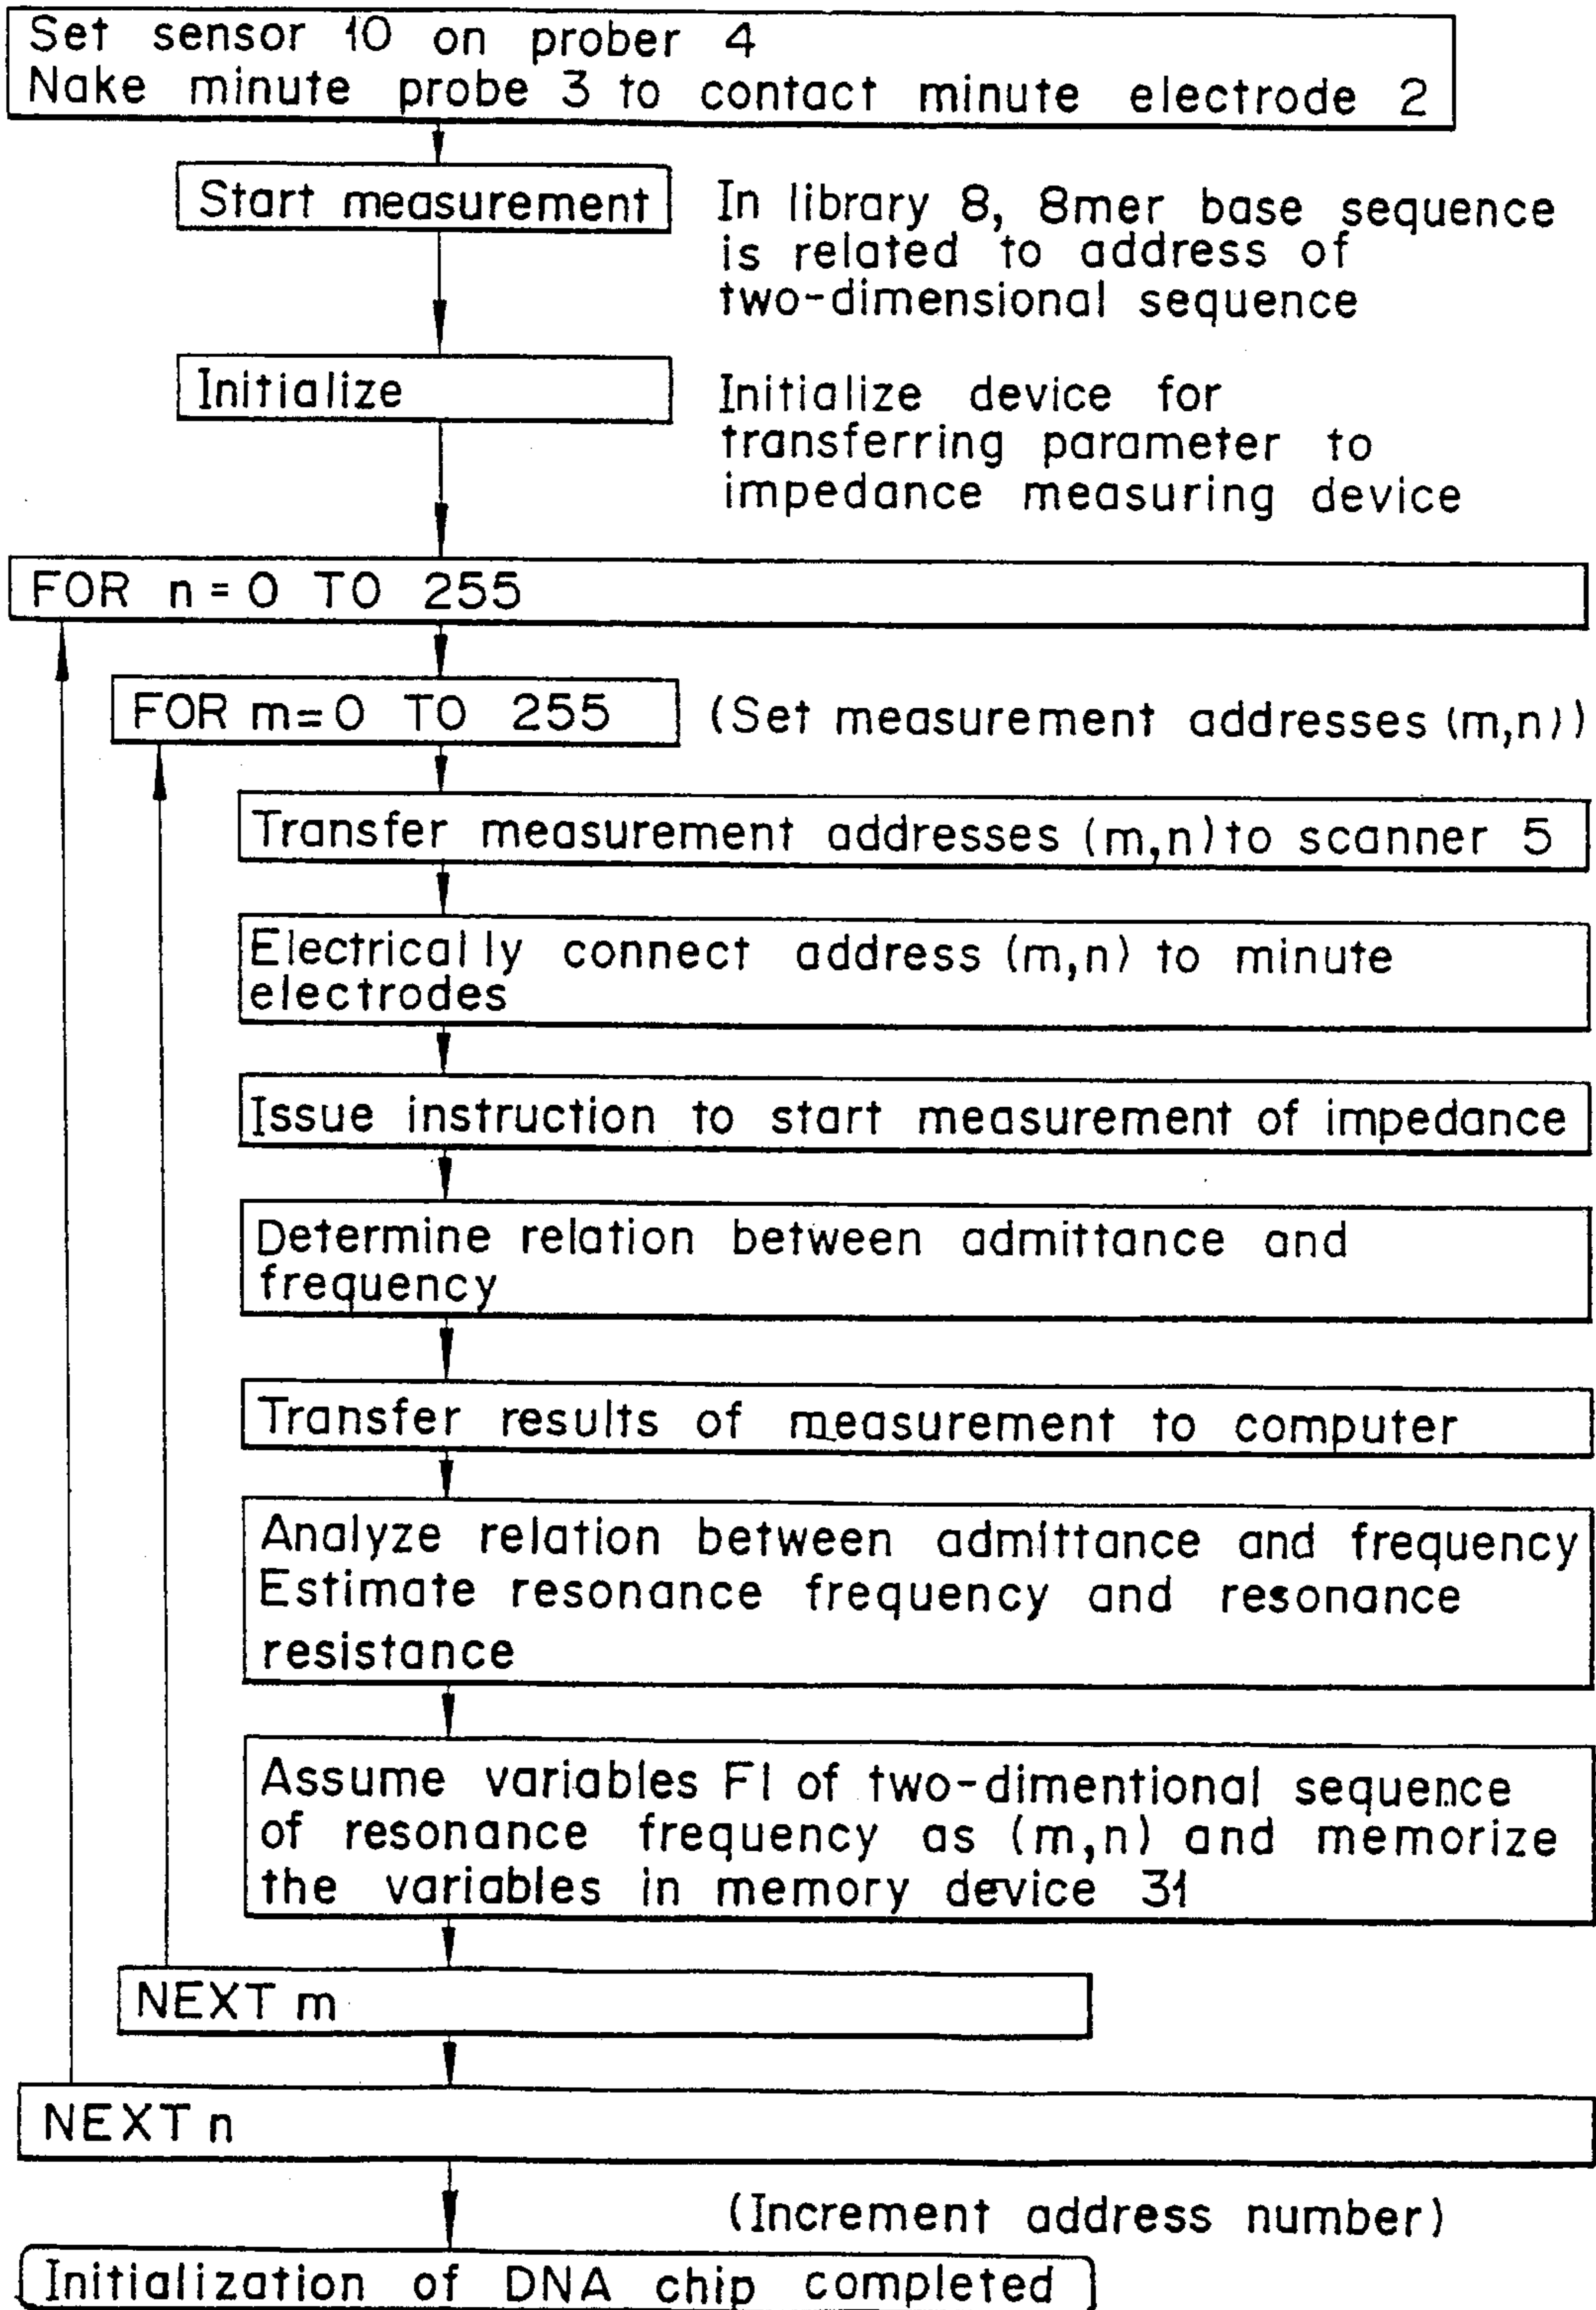 Set sensor 10 on prober 4
Nake minute probe 3 to contact minute electrode 2
Start measurement
In library 8, 8mer base sequence
is related to address of
two-dimensional sequence
Initialize
Initialize device for
transferring parameter to
impedance measuring device
FOR n=0 TO 255
FOR m=0 TO 255
(Set measurement addresses (m,n))
Transfer measurement addresses (m,n) to scanner 5
Electrically connect address (m,n) to minute
electrodes
Issue instruction to start measurement of impedance
Determine relation between admittance and
frequency
Transfer results of measurement to computer
Analyze relation between admittance and frequency
Estimate resonance frequency and resonance
resistance
Assume variables F1 of two-dimentional sequence
of resonance frequency as (m,n) and memorize
the variables in memory device 31
NEXT m
NEXT n
(Increment address number)
Initialization of DNA chip completed